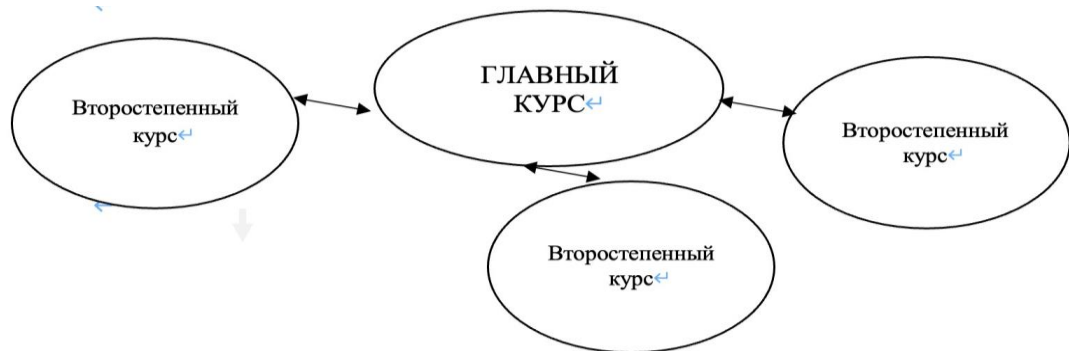 ГЛАВНЫЙ
КУРС
Второстепенный
курс
Второстепенный
курс
Второстепенный
курс